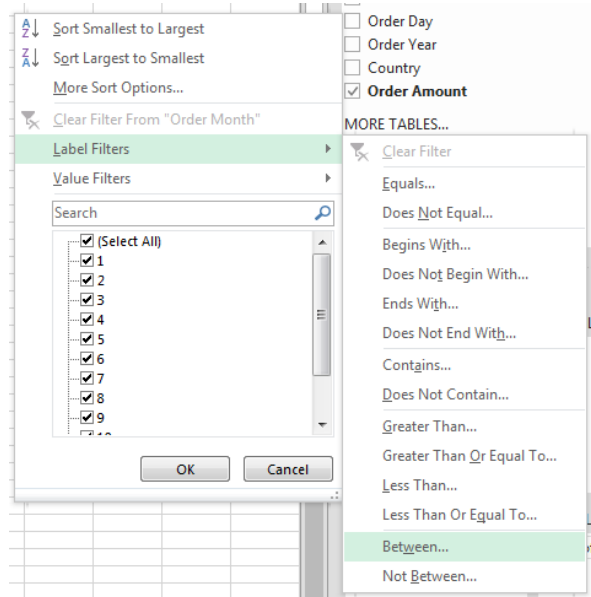 Sort Smallest to Largest
Sort Largest to Smallest
More Sort Options...
Clear Filter From "Order Month"
Label Filters
Value Filters
Search
(Select All)
1
2
3
4
5
6
7
8
9
OK
Cancel
Order Day
Order Year
Country
Order Amount
MORE TABLES...
Clear Filter
Equals...
Does Not Equal...
Begins With...
Does Not Begin With...
Ends With...
Does Not End With...
Contains...
Does Not Contain...
Greater Than...
Greater Than Or Equal To...
Less Than...
Less Than Or Equal To...
Between...
Not Between...